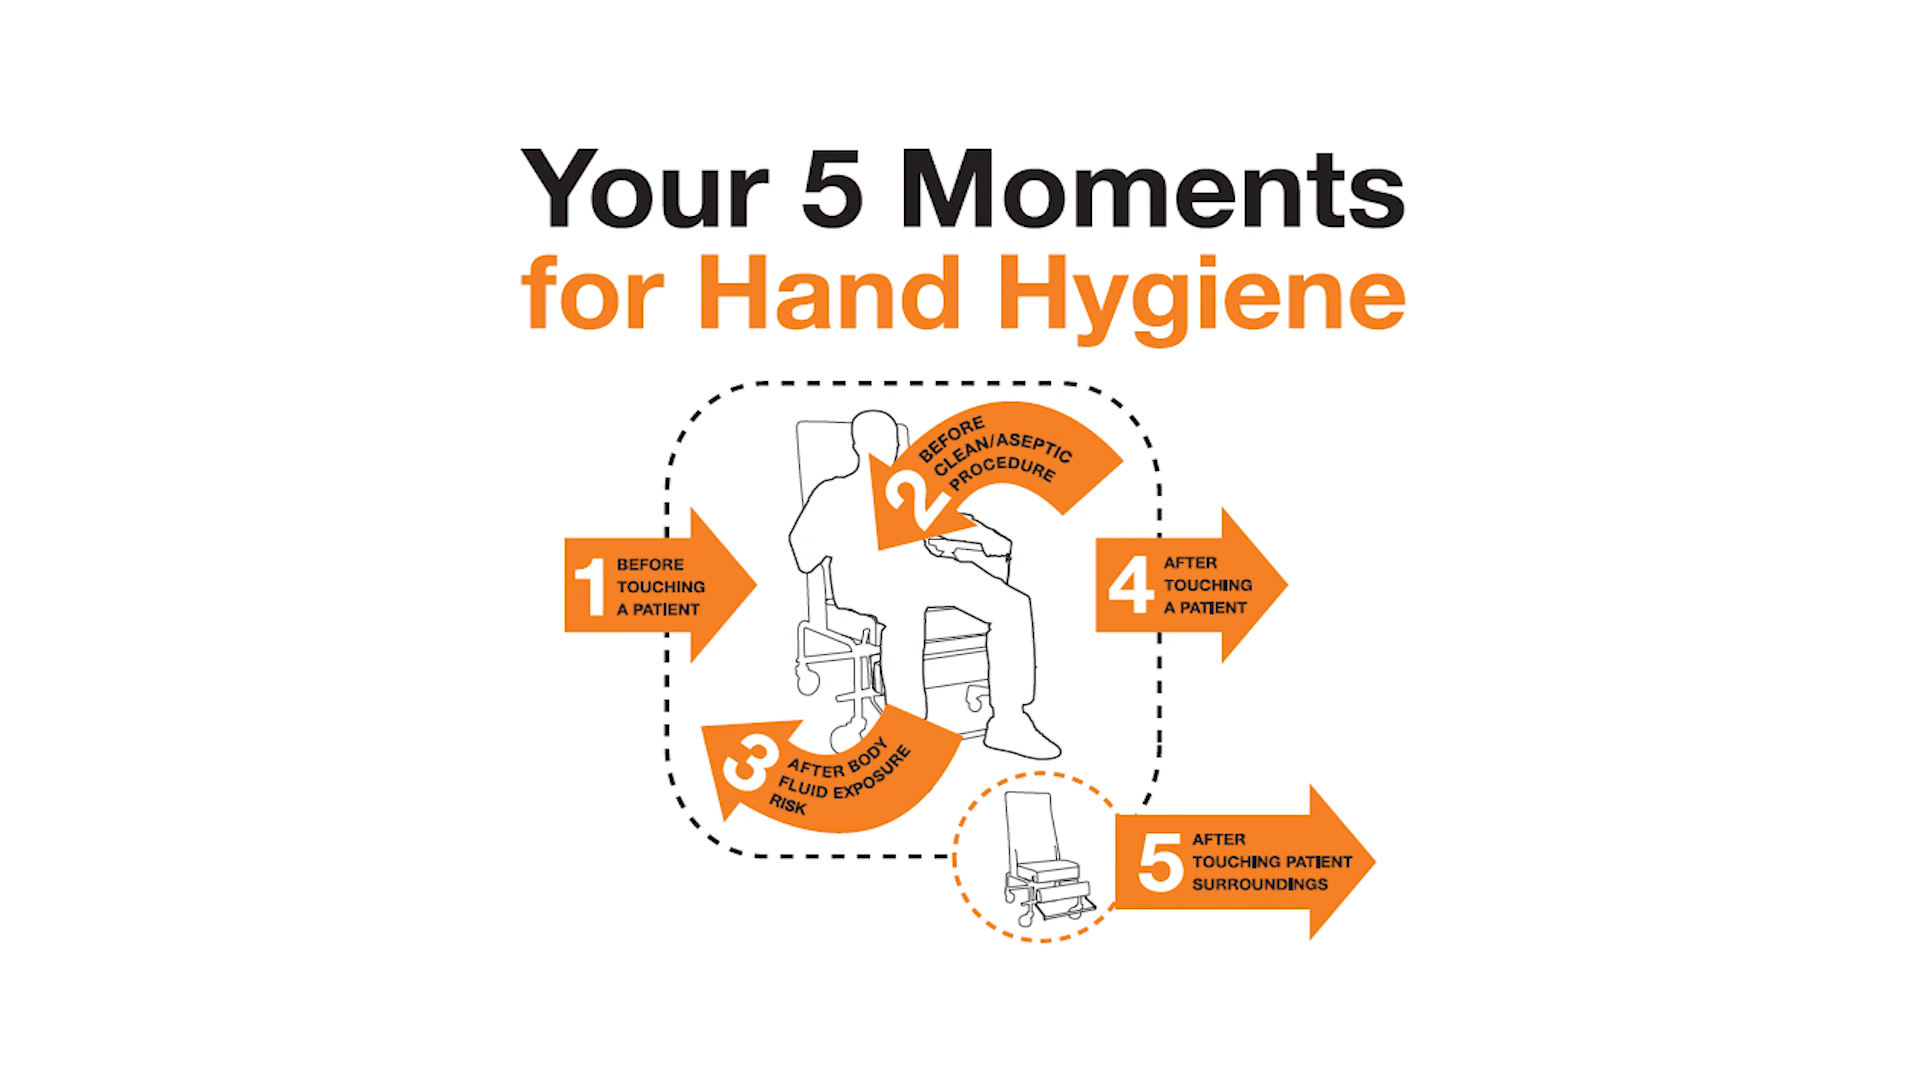 Your 5 Moments
for Hand Hygiene
1
BEFORE
TOUCHING
A PATIENT
2
BEFORE
CLEAN/ASEPTIC
PROCEDURE
3
AFTER BODY
FLUID EXPOSURE
RISK
4
AFTER
TOUCHING
A PATIENT
5
AFTER
TOUCHING PATIENT
SURROUNDINGS